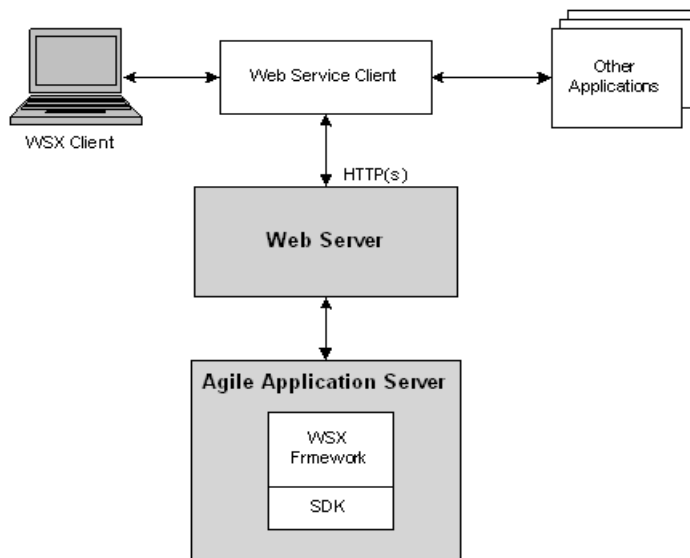 Web Service Client
Other
Applications
WSX Client
HTTP(s)
Web Server
Agile Application Server
WSX
Frmework
SDK